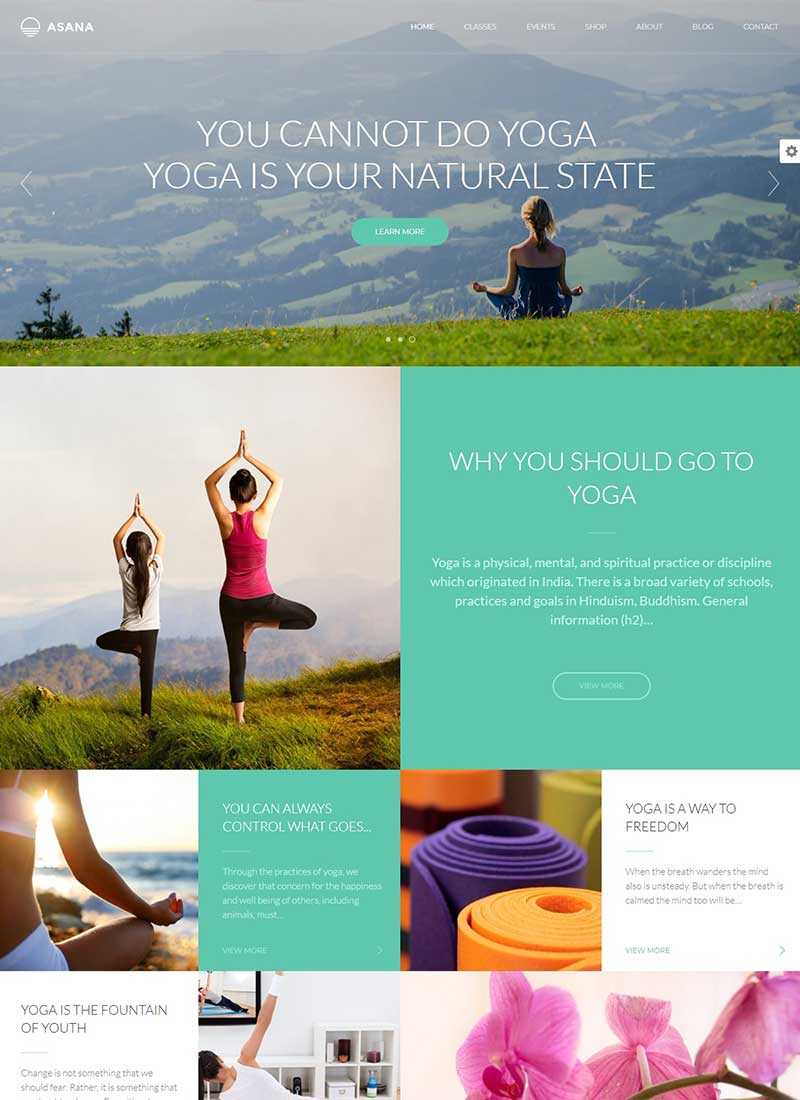 ASANA
HOME CLASSES EVENTS SHOP ABOUT BLOG CONTACT
YOU CANNOT DO YOGA
YOGA IS YOUR NATURAL STATE
LEARN MORE
WHY YOU SHOULD GO TO
YOGA
Yoga is a physical, mental, and spiritual practice or discipline
which originated in India. There is a broad variety of schools,
practices and goals in Hinduism, Buddhism. General
information (h2)...
VIEW MORE
YOU CAN ALWAYS
CONTROL WHAT GOES...
Through the practices of yoga, we
discover that concern for the happiness
and well being of others, including
animals, must...
VIEW MORE
YOGA IS A WAY TO
FREEDOM
When the breath wanders the mind
also is unsteady. But when the breath is
calmed the mind too will be...
VIEW MORE
YOGA IS THE FOUNTAIN
OF YOUTH
Change is not something that we
should fear. Rather, it is something that